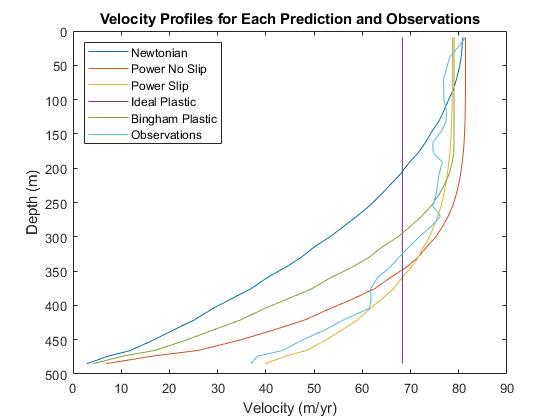 Velocity Profiles for Each Prediction and Observations
0
50
100
150
200
250
300
350
400
450
500
Depth (m)
Newtonian
Power No Slip
Power Slip
Ideal Plastic
Bingham Plastic
Observations
0 10 20 30 40 50 60 70 80 90
Velocity (m/yr)